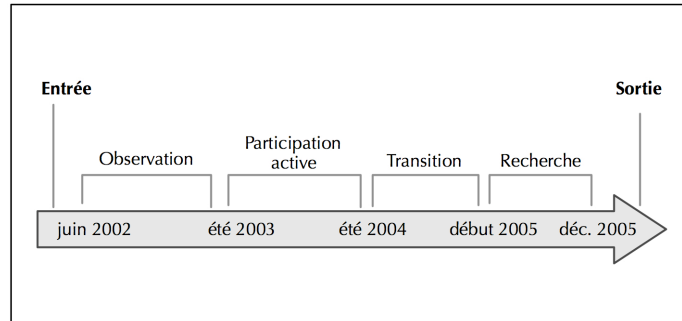 Entrée
Sortie
Observation
Participation
active
Transition
Recherche
juin 2002
été 2003
été 2004
début 2005
déc. 2005